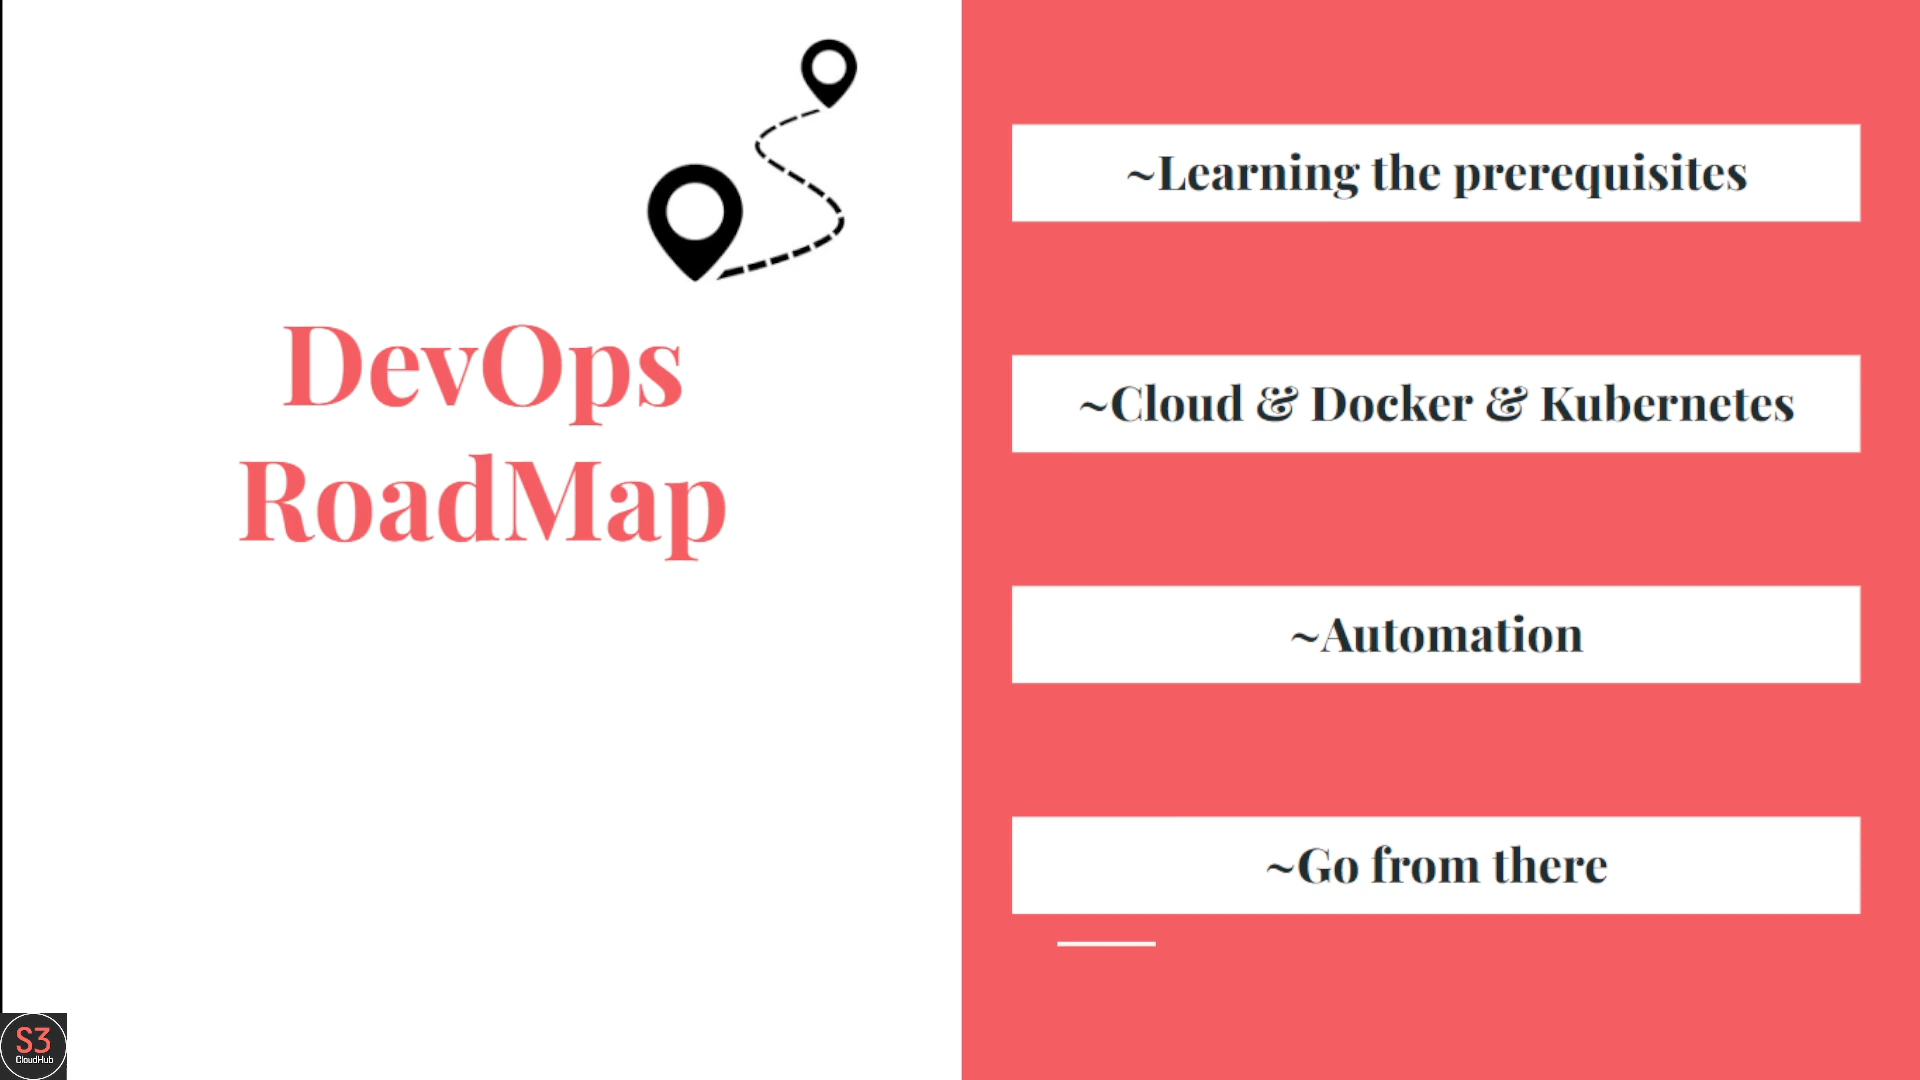 DevOps
RoadMap
~Learning the prerequisites
~Cloud & Docker & Kubernetes
~Automation
~Go from there
S3
CloudHub